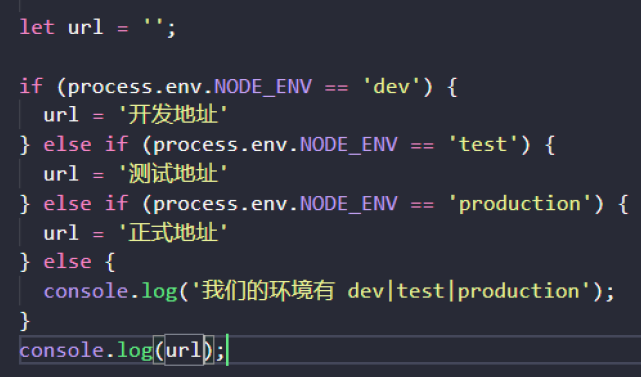 let url = '';
if (process.env.NODE_ENV == 'dev') {
url = '开发地址'
} else if (process.env.NODE_ENV == 'test') {
url = '测试地址'
} else if (process.env.NODE_ENV == 'production') {
url = '正式地址'
} else {
console.log('我们的环境有 dev|test|production');
}
console.log(url);